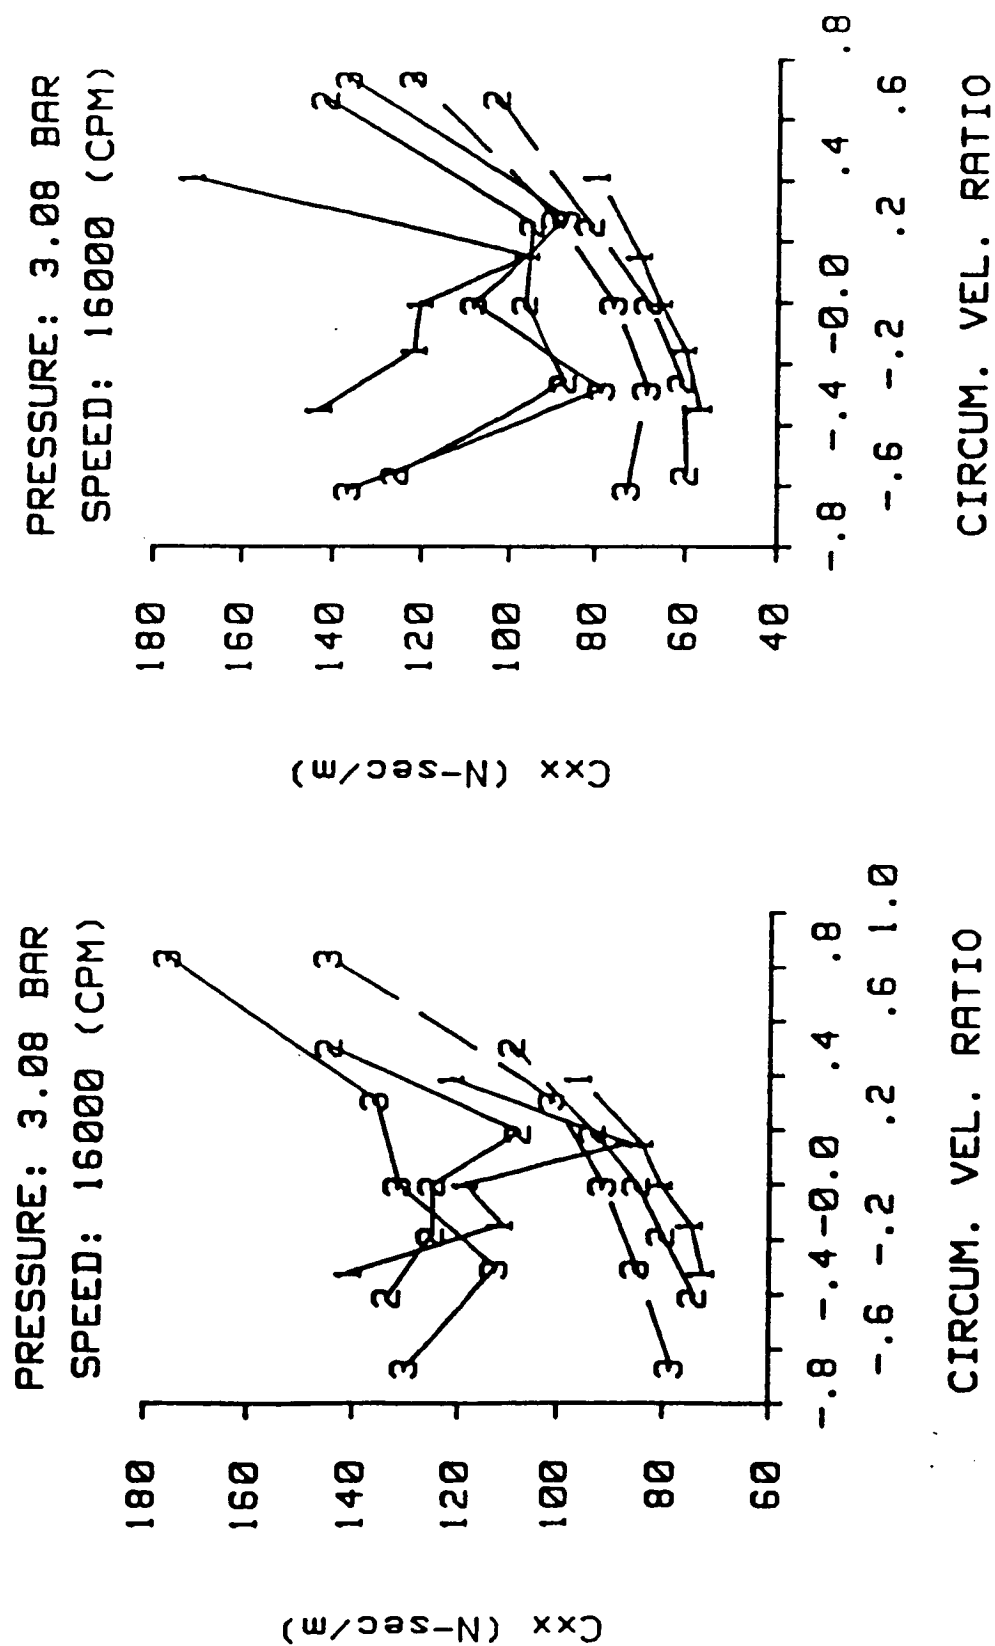 PRESSURE: 3.08 BAR
SPEED: 16000 (CPM)
180
160
140
120
100
80
60
Cxx (N-sec/m)
-.8 -.4 -0.0 .4 .8
-.6 -.2 .2 .6 1.0
CIRCUM. VEL. RATIO
PRESSURE: 3.08 BAR
SPEED: 16000 (CPM)
180
160
140
120
100
80
60
40
Cxx (N-sec/m)
-.8 -.4 -0.0 .4 .8
-.6 -.2 .2 .6
CIRCUM. VEL. RATIO